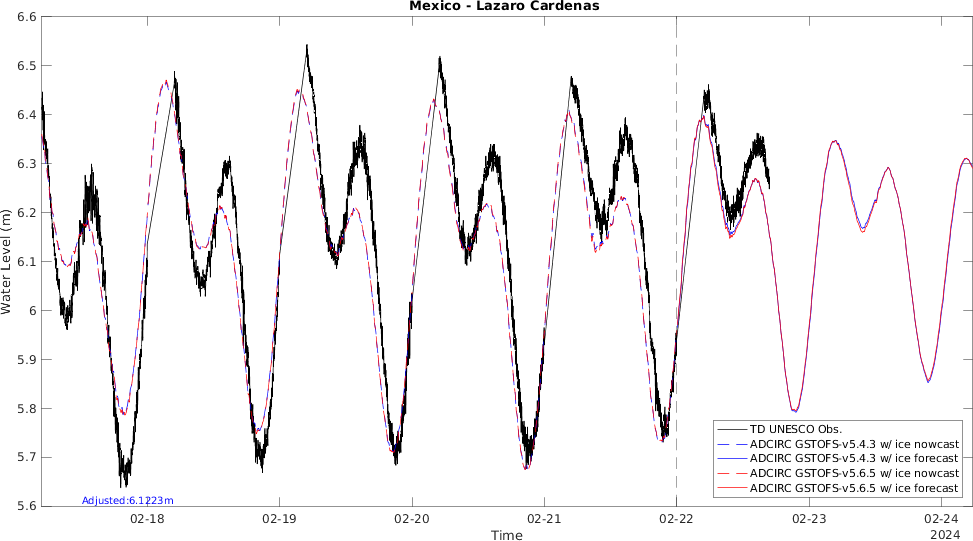 Mexico - Lazaro Cardenas
Water Level (m)
6.6
6.5
6.4
6.3
6.2
6.1
6
5.9
5.8
5.7
5.6
Adjusted:6.1223m
TD UNESCO Obs.
ADCIRC GSTOFS-v5.4.3 w/ ice nowcast
ADCIRC GSTOFS-v5.4.3 w/ ice forecast
ADCIRC GSTOFS-v5.6.5 w/ ice nowcast
ADCIRC GSTOFS-v5.6.5 w/ ice forecast
02-18 02-19 02-20 02-21 02-22 02-23 02-24
Time
2024